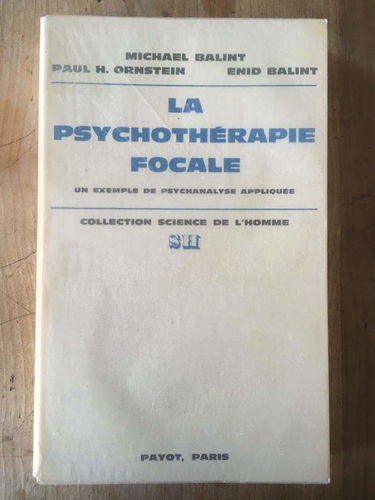 MICHAEL BALINT
PAUL H. ORNSTEIN ENID BALINT
LA
PSYCHOTHÉRAPIE
FOCALE
UN EXEMPLE DE PSYCHANALYSE APPLIQUÉE
COLLECTION SCIENCE DE L'HOMME
SH
PAYOT, PARIS